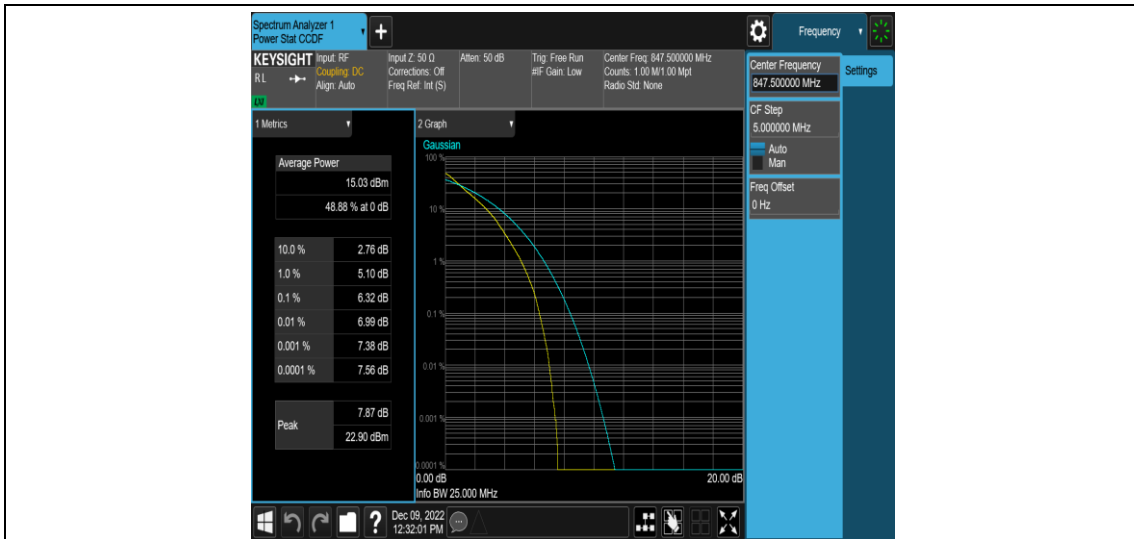 Spectrum Analyzer 1
Power Stat CCDF
+
Frequency
KEYSIGHT
RL
LXI
Input: RF
Coupling: DC
Align: Auto
Input Z: 50 Ω
Corrections: Off
Freq Ref: Int (S)
Atten: 50 dB
Trig: Free Run
#IF Gain: Low
Center Freq: 847.500000 MHz
Counts: 1.00 M/1.00 Mpt
Radio Std: None
Center Frequency
847.500000 MHz
Settings
CF Step
5.000000 MHz
Auto
Man
Freq Offset
0 Hz
1 Metrics
Average Power
15.03 dBm
48.88 % at 0 dB
10.0 % 2.76 dB
1.0 % 5.10 dB
0.1 % 6.32 dB
0.01 % 6.99 dB
0.001 % 7.38 dB
0.0001 % 7.56 dB
Peak
7.87 dB
22.90 dBm
2 Graph
Gaussian
100 %
10 %
1 %
0.1 %
0.01 %
0.001 %
0.0001 %
0.00 dB
20.00 dB
Info BW 25.000 MHz
?
Dec 09, 2022
12:32:01 PM